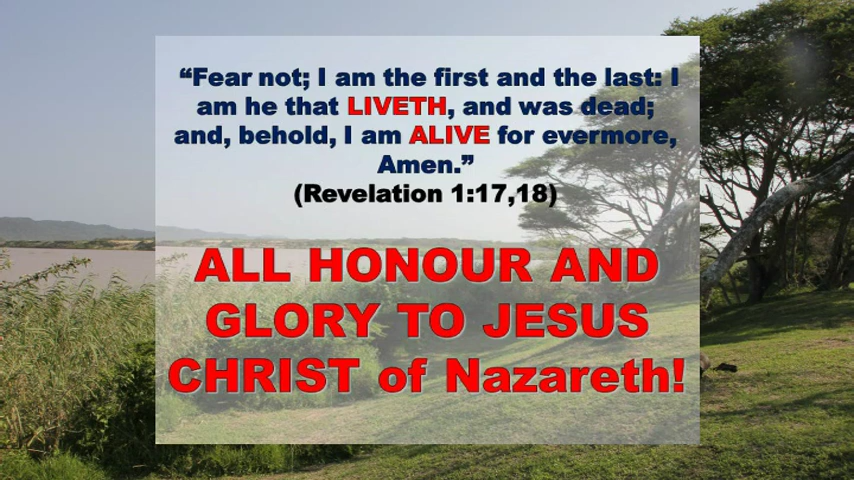 “Fear not; I am the first and the last: I
am he that LIVETH, and was dead;
and, behold, I am ALIVE for evermore,
Amen.”
(Revelation 1:17,18)
ALL HONOUR AND
GLORY TO JESUS
CHRIST of Nazareth!